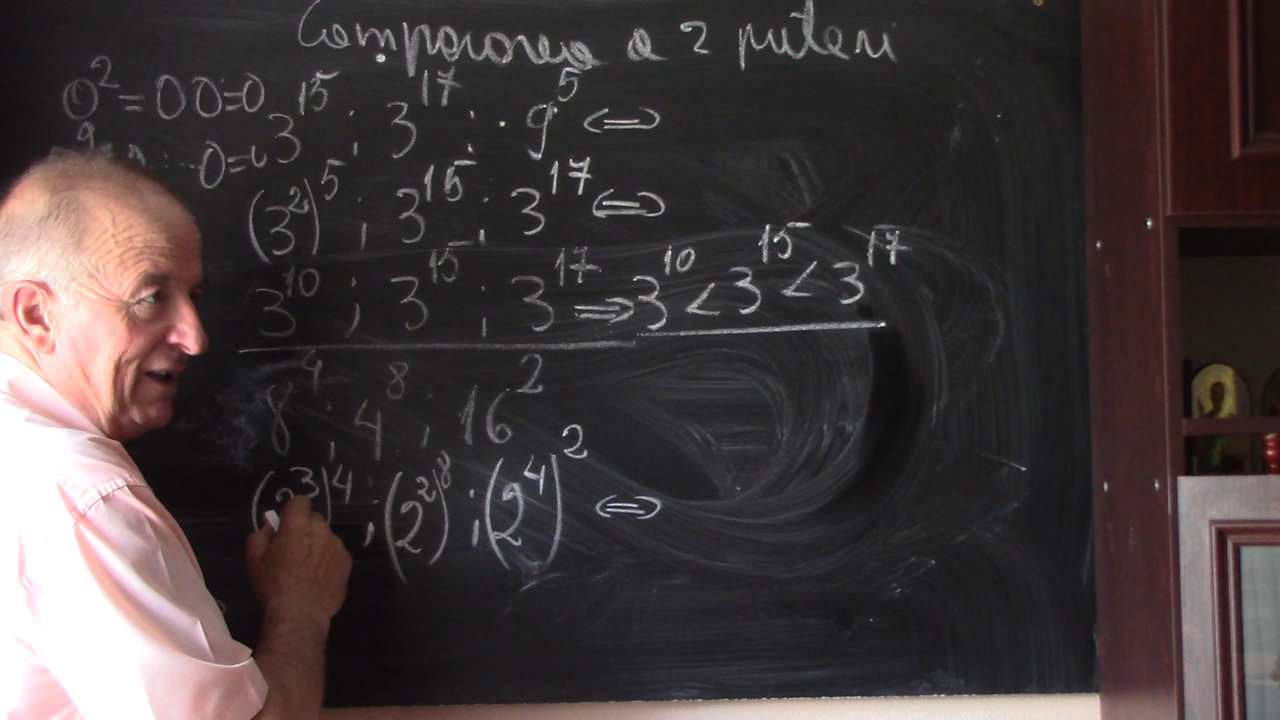 Compararea a 2 puteri
0² = 0·0=0
3¹⁵ ; 3¹⁷ ; 9⁵ ⇔
(3²)⁵ ; 3¹⁵ ; 3¹⁷ ⇔
3¹⁰ ; 3¹⁵ ; 3¹⁷ ⇒ 3¹⁰ < 3¹⁵ < 3¹⁷
8⁴ ; 4⁸ ; 16²
(2³)⁴ ; (2²)⁸ ; (2⁴)² ⇔